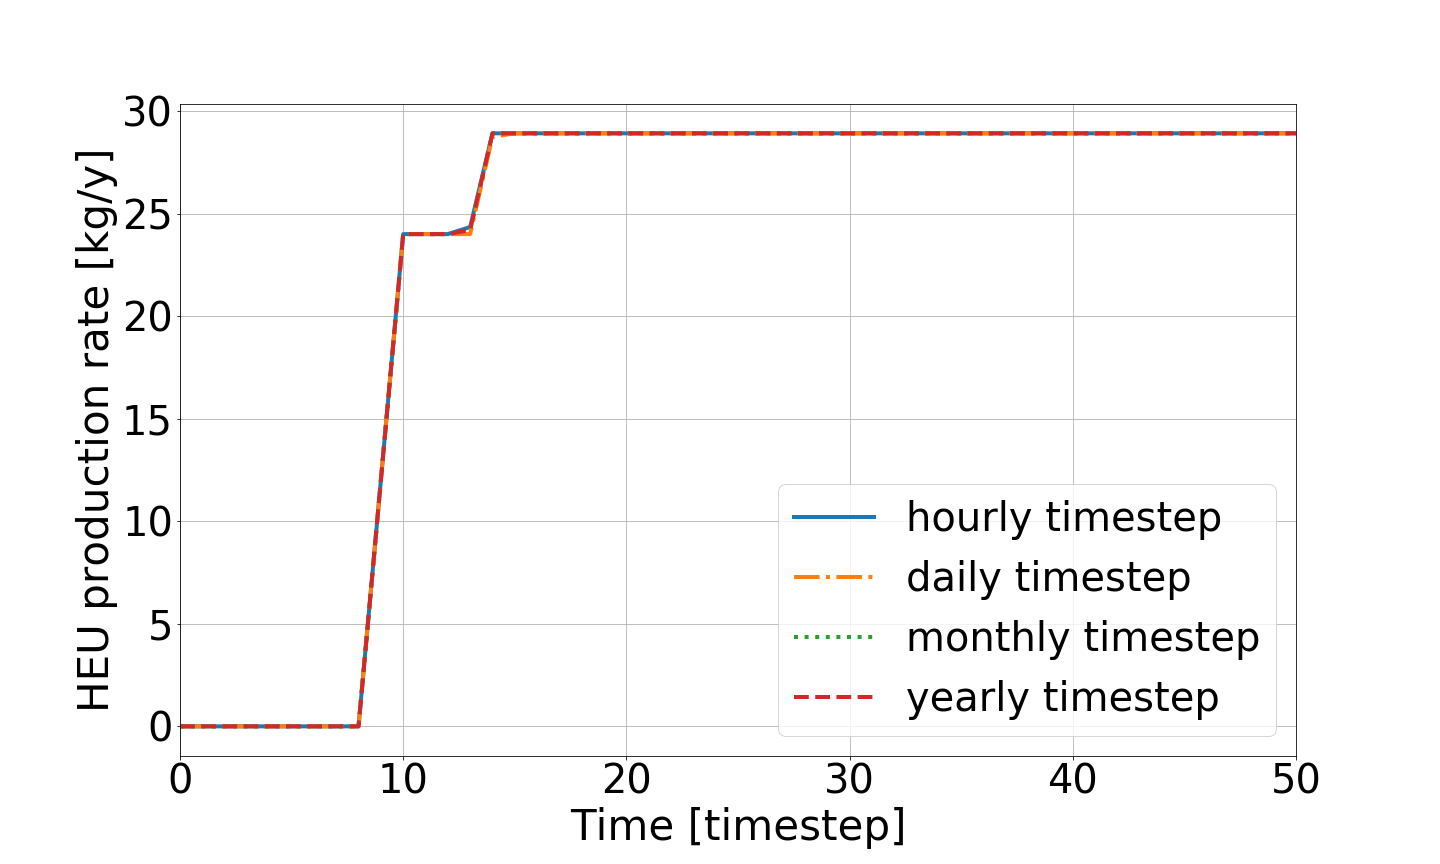 HEU production rate [kg/y]
30
25
20
15
10
5
0
hourly timestep
daily timestep
monthly timestep
yearly timestep
0 10 20 30 40 50
Time [timestep]